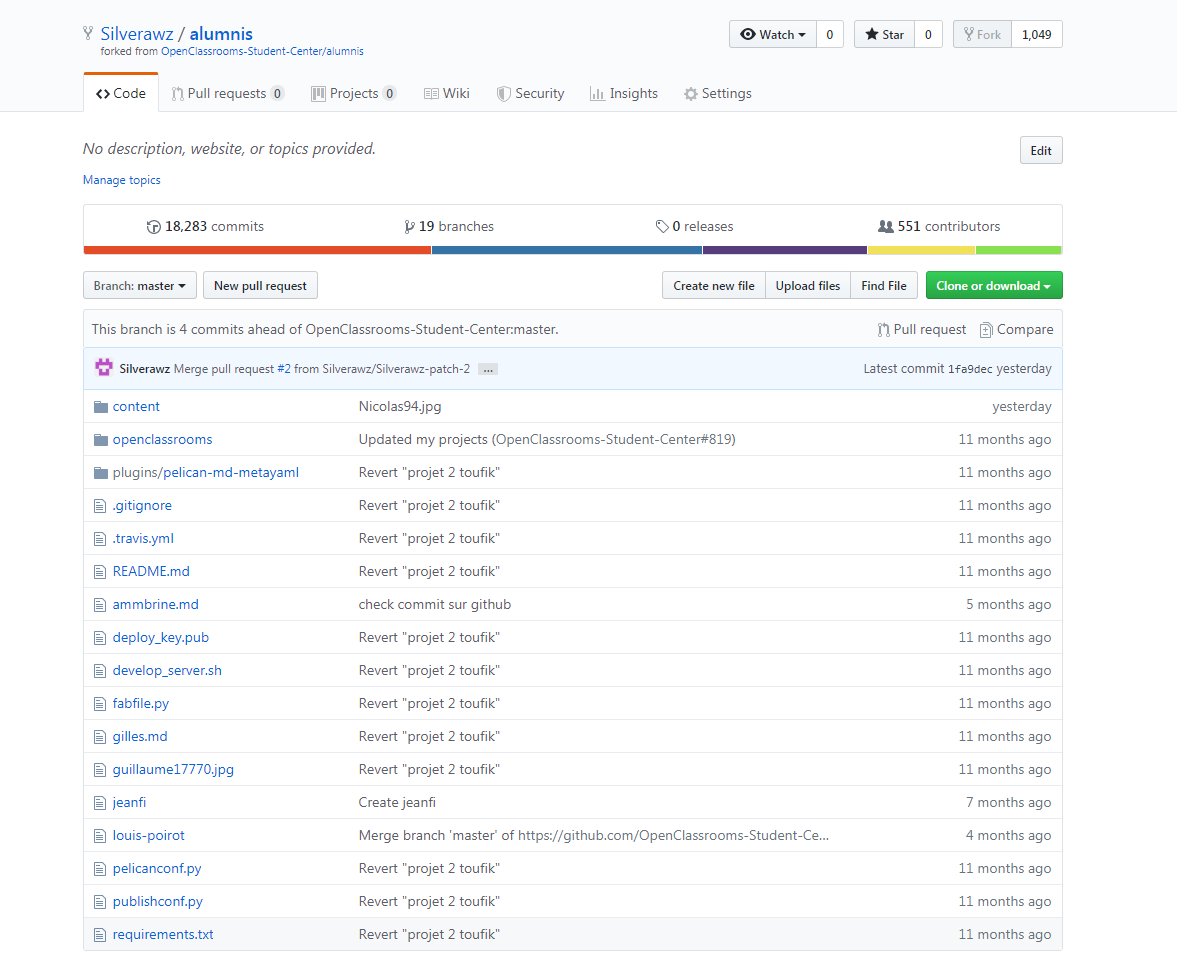 Silverawz / alumnis
Watch 0 Star 0 Fork 1,049
forked from OpenClassrooms-Student-Center/alumnis
Code Pull requests 0 Projects 0 Wiki Security Insights Settings
No description, website, or topics provided.
Edit
Manage topics
18,283 commits 19 branches 0 releases 551 contributors
Branch: master New pull request Create new file Upload files Find File Clone or download
This branch is 4 commits ahead of OpenClassrooms-Student-Center:master. Pull request Compare
Silverawz Merge pull request #2 from Silverawz/Silverawz-patch-2 ... Latest commit 1fa9dec yesterday
content Nicolas94.jpg yesterday
openclassrooms Updated my projects (OpenClassrooms-Student-Center#819) 11 months ago
plugins/pelican-md-metayaml Revert "projet 2 toufik" 11 months ago
.gitignore Revert "projet 2 toufik" 11 months ago
.travis.yml Revert "projet 2 toufik" 11 months ago
README.md Revert "projet 2 toufik" 11 months ago
ammbrine.md check commit sur github 5 months ago
deploy_key.pub Revert "projet 2 toufik" 11 months ago
develop_server.sh Revert "projet 2 toufik" 11 months ago
fabfile.py Revert "projet 2 toufik" 11 months ago
gilles.md Revert "projet 2 toufik" 11 months ago
guillaume17770.jpg Revert "projet 2 toufik" 11 months ago
jeanfi Create jeanfi 7 months ago
louis-poirot Merge branch 'master' of https://github.com/OpenClassrooms-Student-Ce... 4 months ago
pelicanconf.py Revert "projet 2 toufik" 11 months ago
publishconf.py Revert "projet 2 toufik" 11 months ago
requirements.txt Revert "projet 2 toufik" 11 months ago